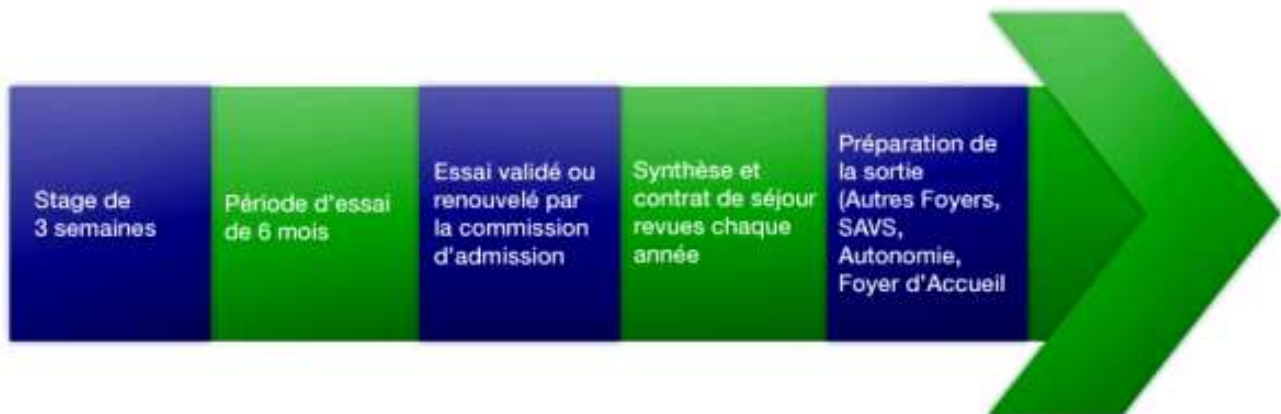 Stage de
3 semaines
Période d'essai
de 6 mois
Essai validé ou
renouvelé par
la commission
d'admission
Synthèse et
contrat de séjour
revues chaque
année
Préparation de
la sortie
(Autres Foyers,
SAVS,
Autonomie,
Foyer d'Accueil